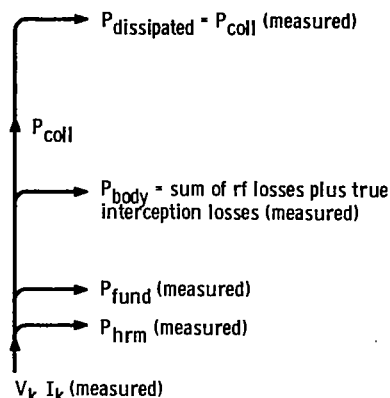 P_dissipated = P_coll (measured)
P_coll
P_body = sum of rf losses plus true
interception losses (measured)
P_fund (measured)
P_hrm (measured)
V_k I_k (measured)